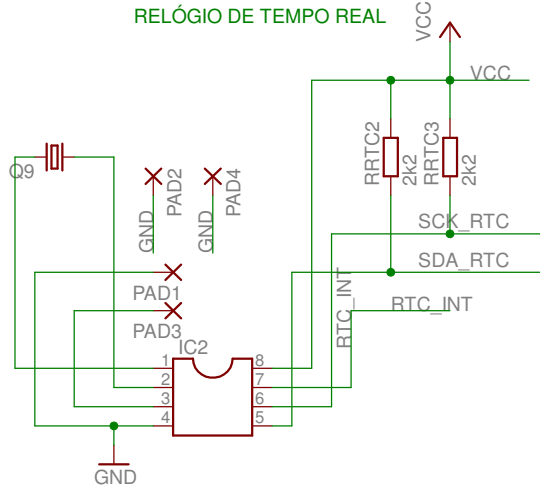 RELÓGIO DE TEMPO REAL
VCC
VCC
RRTC2
2k2
RRTC3
2k2
Q9
GND
PAD2
GND
PAD4
SCK_RTC
SDA_RTC
PAD1
RTC_INT
RTC_INT
PAD3
IC2
1
8
2
7
3
6
4
5
GND